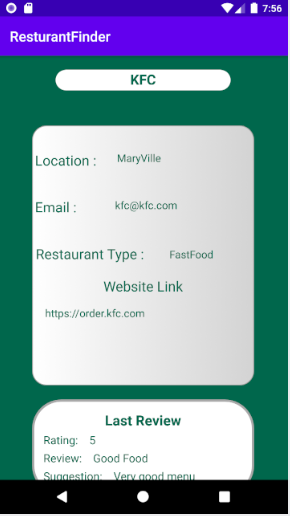 7:56
ResturantFinder
KFC
Location : MaryVille
Email : kfc@kfc.com
Restaurant Type : FastFood
Website Link
https://order.kfc.com
Last Review
Rating: 5
Review: Good Food
Suggestion: Very good menu